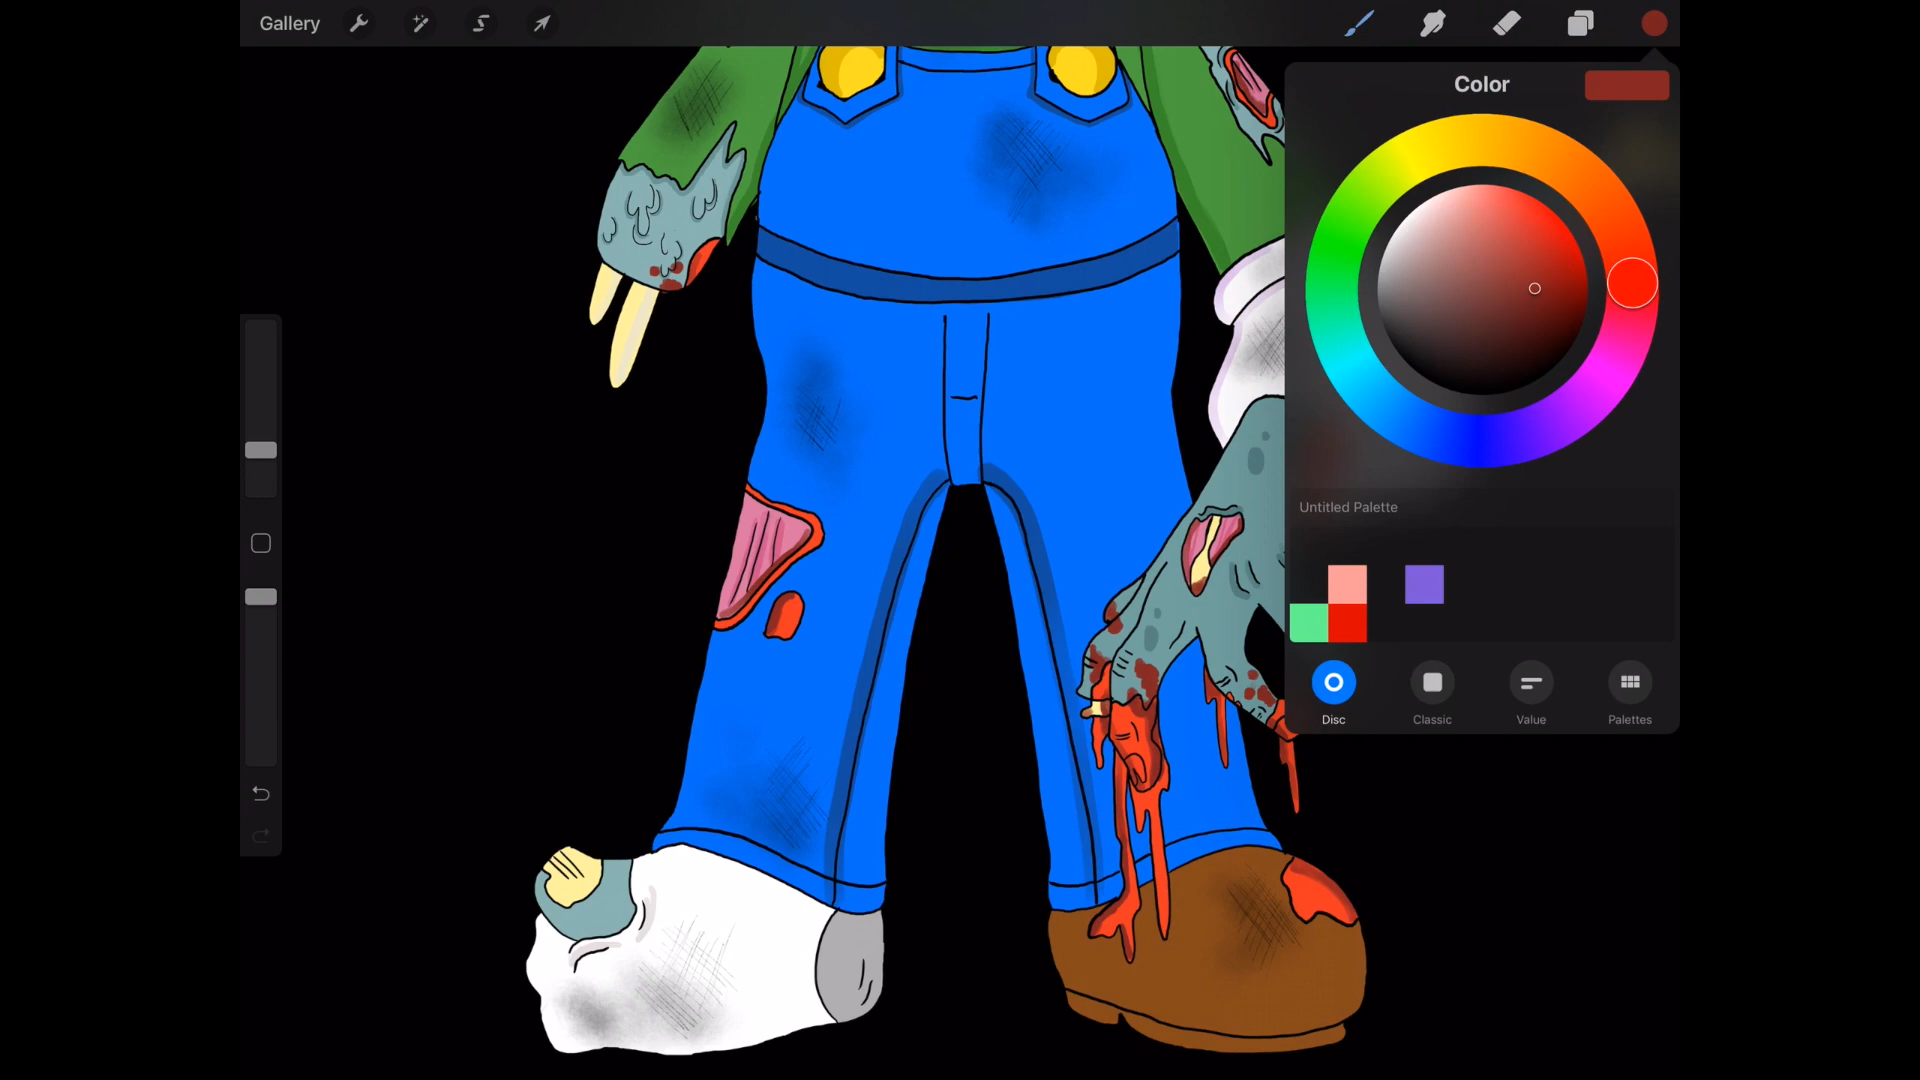 Gallery
Color
Untitled Palette
Disc
Classic
Value
Palettes